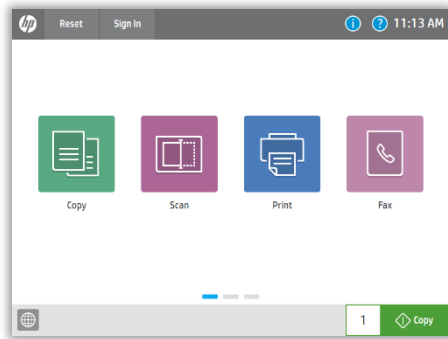 hp
Reset
Sign In
i
?
11:13 AM
Copy
Scan
Print
Fax
1
Copy